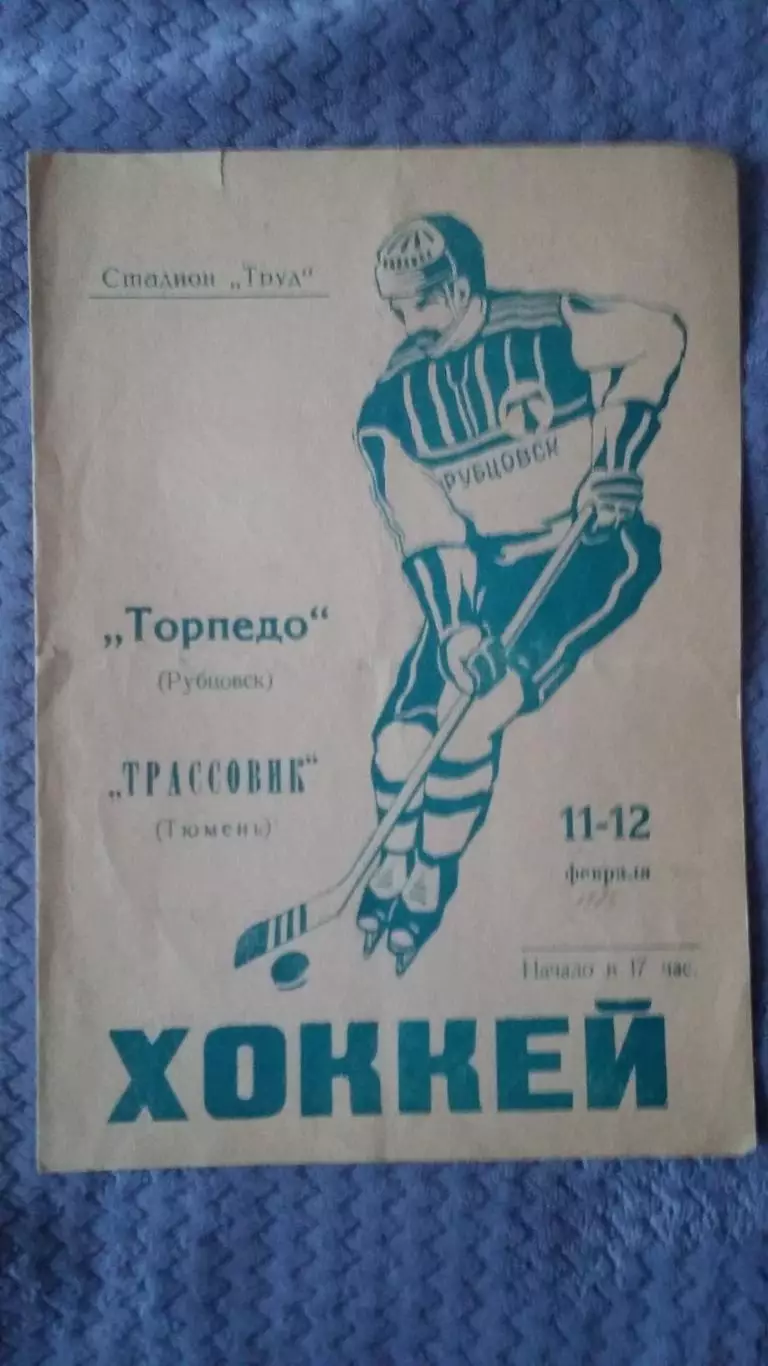 Стадион „Труд"
РУБЦОВСК
„Торпедо"
(Рубцовск)
„ТРАССОВИК"
(Тюмень)
11-12
февраля
Начало в 17 час.
ХОККЕЙ